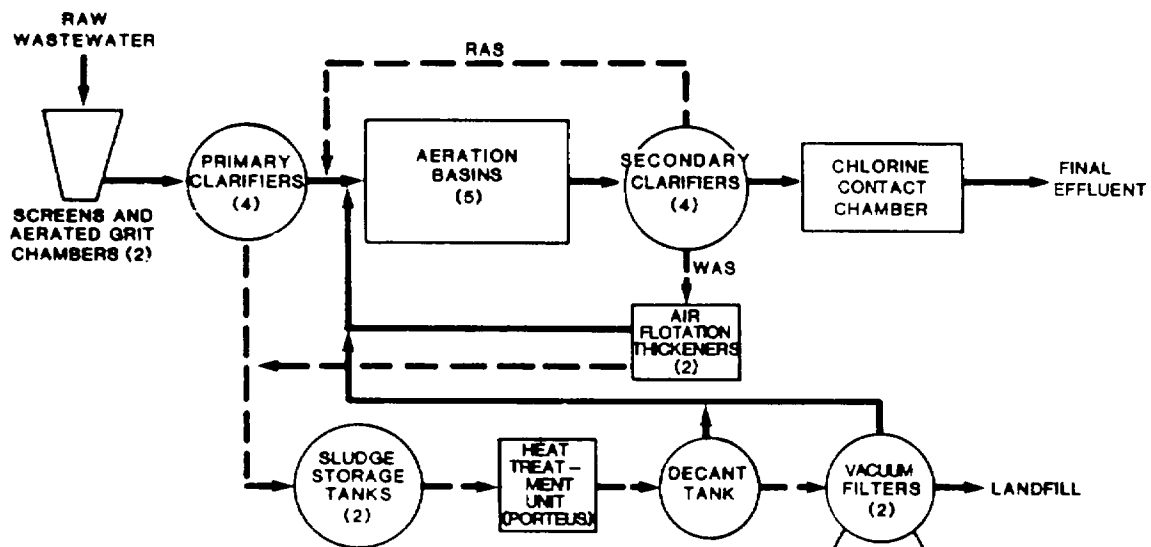 RAW
WASTEWATER
RAS
PRIMARY
CLARIFIERS
(4)
AERATION
BASINS
(5)
SECONDARY
CLARIFIERS
(4)
CHLORINE
CONTACT
CHAMBER
FINAL
EFFLUENT
SCREENS AND
AERATED GRIT
CHAMBERS (2)
WAS
AIR
FLOTATION
THICKENERS
(2)
SLUDGE
STORAGE
TANKS
(2)
HEAT
TREAT-
MENT
UNIT
(PORTEUS)
DECANT
TANK
VACUUM
FILTERS
(2)
LANDFILL